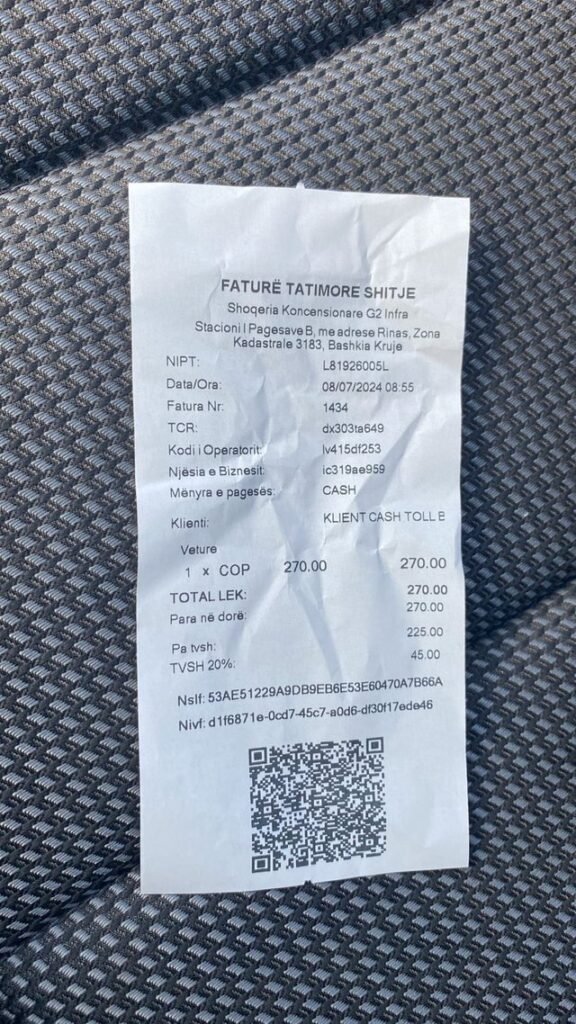 FATURË TATIMORE SHITJE
Shoqeria Koncensionare G2 Infra
Stacioni I Pagesave B, me adrese Rinas, Zona
Kadastrale 3183, Bashkia Kruje
NIPT: L81926005L
Data/Ora: 08/07/2024 08:55
Fatura Nr: 1434
TCR: dx303ta649
Kodi i Operatorit: lv415df253
Njësia e Biznesit: ic319ae959
Mënyra e pagesës: CASH
Klienti: KLIENT CASH TOLL B
Veture
1 x COP 270.00 270.00
TOTAL LEK: 270.00
Para në dorë: 270.00
Pa tvsh: 225.00
TVSH 20%: 45.00
Nslf: 53AE51229A9DB9EB6E53E60470A7B66A
Nivf: d1f6871e-0cd7-45c7-a0d6-df30f17ede46